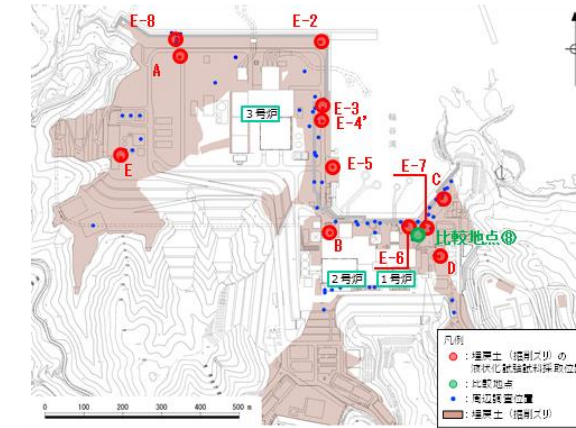 E-8
E-2
A
3号炉
E-3
E-4'
輪谷湾
E-5
E
E-7
C
B
比較地点⑧
E-6
D
2号炉
1号炉
凡例
：埋戻土（掘削ズリ）の
液状化試験試料採取位置
：比較地点
：周辺調査位置
：埋戻土（掘削ズリ）
0 100 200 300 400 500 m